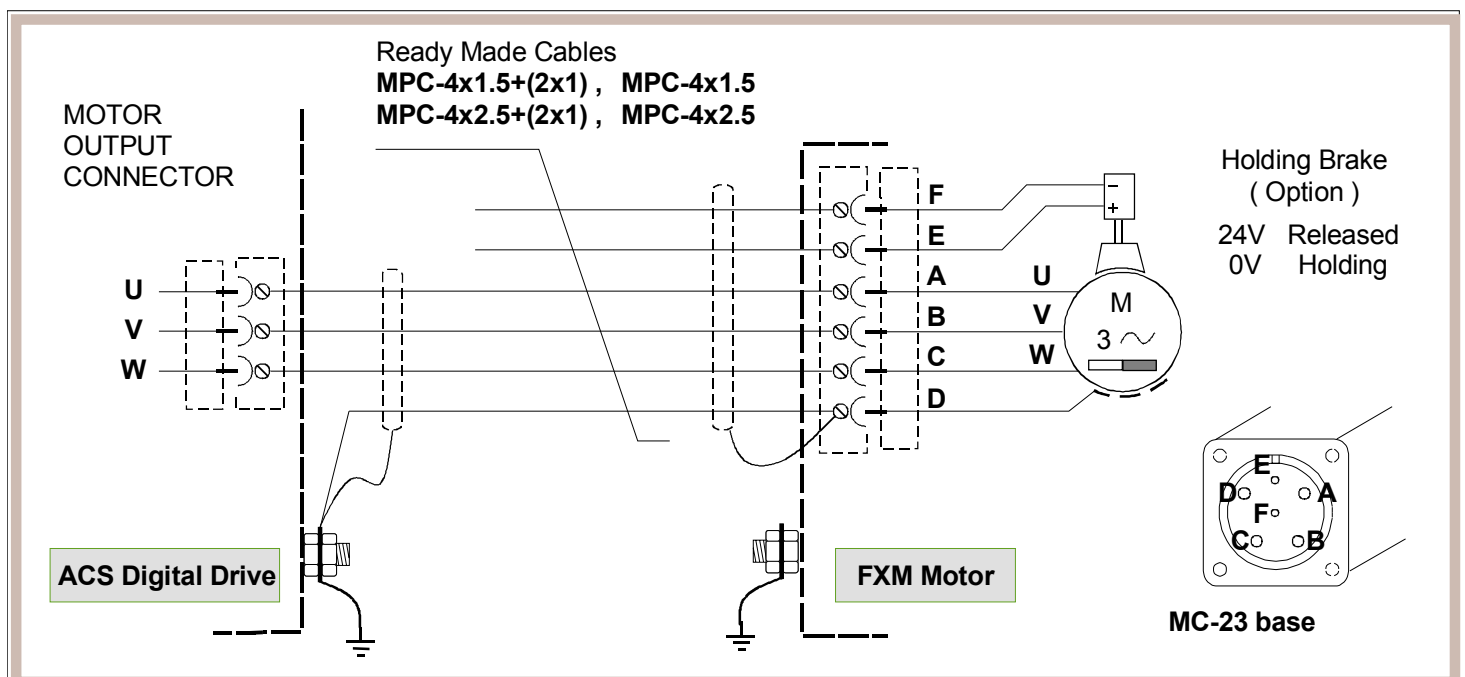 Ready Made Cables
MPC-4x1.5+(2x1) , MPC-4x1.5
MPC-4x2.5+(2x1) , MPC-4x2.5
MOTOR
OUTPUT
CONNECTOR
U
V
W
F
E
A
B
C
D
U
V
W
-
+
M
3 ~
Holding Brake
( Option )
24V Released
0V Holding
ACS Digital Drive
FXM Motor
E
D
A
F
C
B
MC-23 base